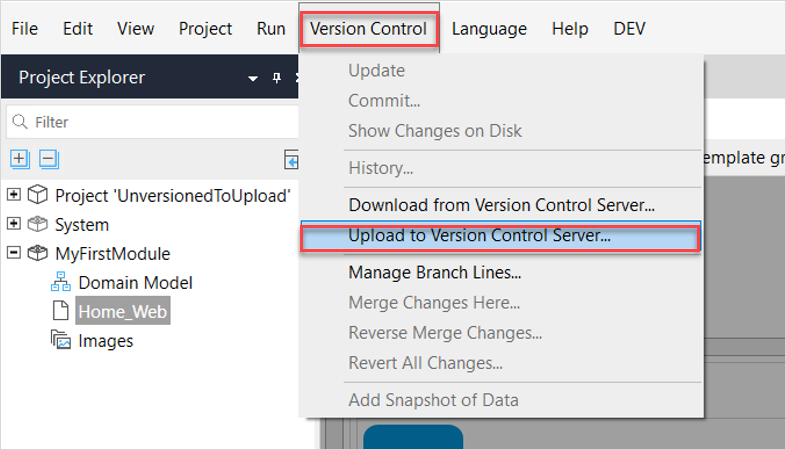 File Edit View Project Run Version Control Language Help DEV
Project Explorer
Filter
Project 'UnversionedToUpload'
System
MyFirstModule
Domain Model
Home_Web
Images
Update
Commit...
Show Changes on Disk
History...
Download from Version Control Server...
Upload to Version Control Server...
Manage Branch Lines...
Merge Changes Here...
Reverse Merge Changes...
Revert All Changes...
Add Snapshot of Data